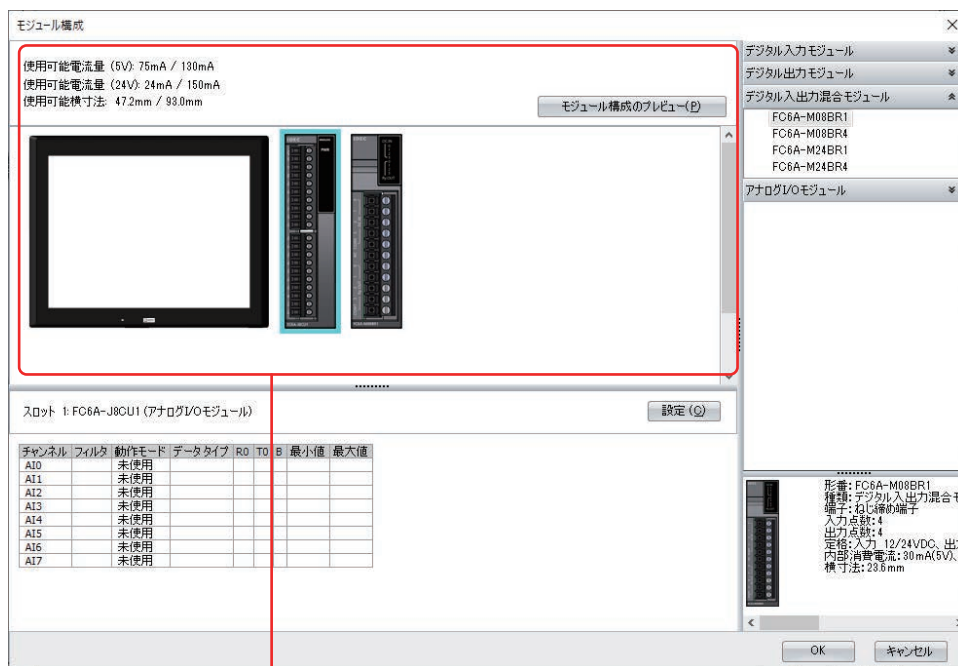 モジュール構成
使用可能電流量 (5V): 75mA / 130mA
使用可能電流量 (24V): 24mA / 150mA
使用可能横寸法: 47.2mm / 93.0mm
モジュール構成のプレビュー(P)
スロット 1: FC6A-J8CU1 (アナログI/Oモジュール)
設定(O)
チャンネル フィルタ 動作モード データタイプ R0 T0 B 最小値 最大値
AI0 未使用
AI1 未使用
AI2 未使用
AI3 未使用
AI4 未使用
AI5 未使用
AI6 未使用
AI7 未使用
デジタル入力モジュール
デジタル出力モジュール
デジタル入出力混合モジュール
FC6A-M08BR1
FC6A-M08BR4
FC6A-M24BR1
FC6A-M24BR4
アナログI/Oモジュール
形番: FC6A-M08BR1
種類: デジタル入出力混合モ
端子: ねじ締め端子
入力点数: 4
出力点数: 4
定格: 入力 12/24VDC、出
内部消費電流: 30mA(5V)、
横寸法: 23.6mm
OK
キャンセル